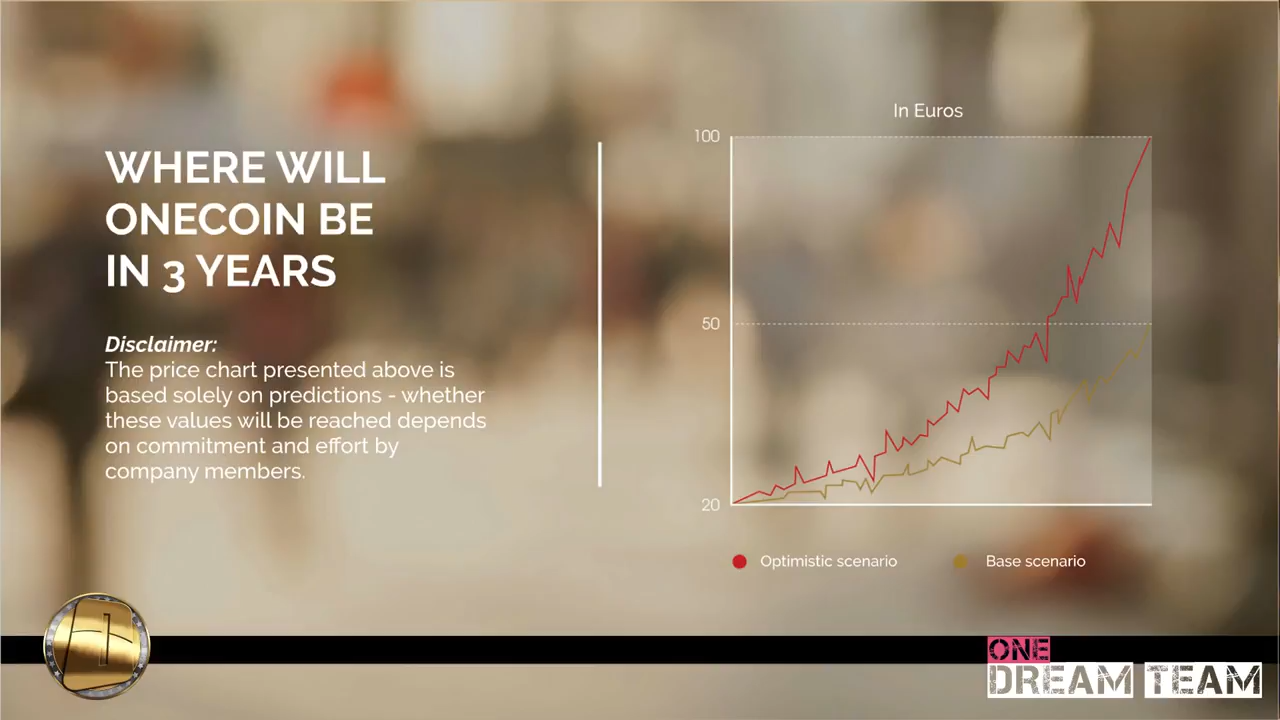 WHERE WILL
ONECOIN BE
IN 3 YEARS
Disclaimer:
The price chart presented above is
based solely on predictions - whether
these values will be reached depends
on commitment and effort by
company members.
In Euros
100
50
20
Optimistic scenario
Base scenario
ONE
DREAM TEAM